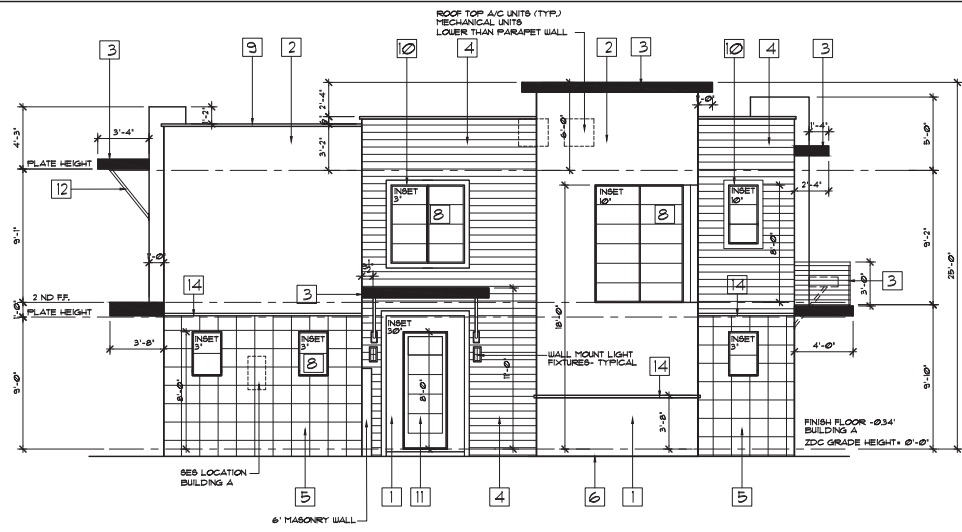 ROOF TOP A/C UNITS (TYP.)
MECHANICAL UNITS
LOWER THAN PARAPET WALL
3
9
2
10
4
2
3
10
4
3
4'-3"
3'-4"
1'-2"
2'-4"
3'-2"
6'-0"
1'-4"
5'-0"
PLATE HEIGHT
12
INSET
3"
8
INSET
10"
8
INSET
10"
2'-4"
9'-1"
1'-0"
18'-0"
8'-0"
9'-2"
25'-0"
14
3
14
3'-0"
3
2 ND F.F.
PLATE HEIGHT
1'-0"
3'-8"
4'-0"
INSET
3"
INSET
3"
8
INSET
30"
INSET
3"
9'-0"
8'-0"
8'-0"
11'-0"
WALL MOUNT LIGHT
FIXTURES- TYPICAL
14
3'-8"
9'-10"
FINISH FLOOR -0.34'
BUILDING A
ZDC GRADE HEIGHT= 0'-0"
SES LOCATION
BUILDING A
5
1
11
4
6
1
5
6' MASONRY WALL